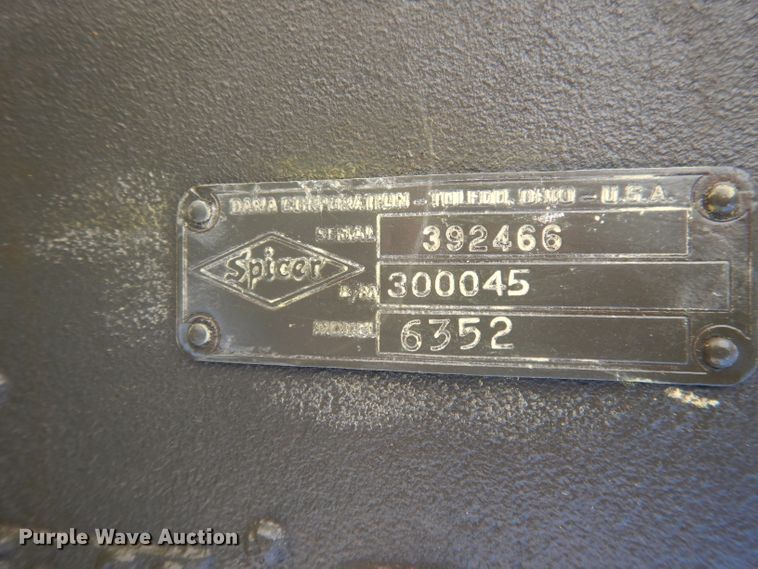 DANA CORPORATION - TOLEDO, OHIO - U.S.A.
SERIAL 392466
Spicer
B/M 300045
MODEL 6352
Purple Wave Auction